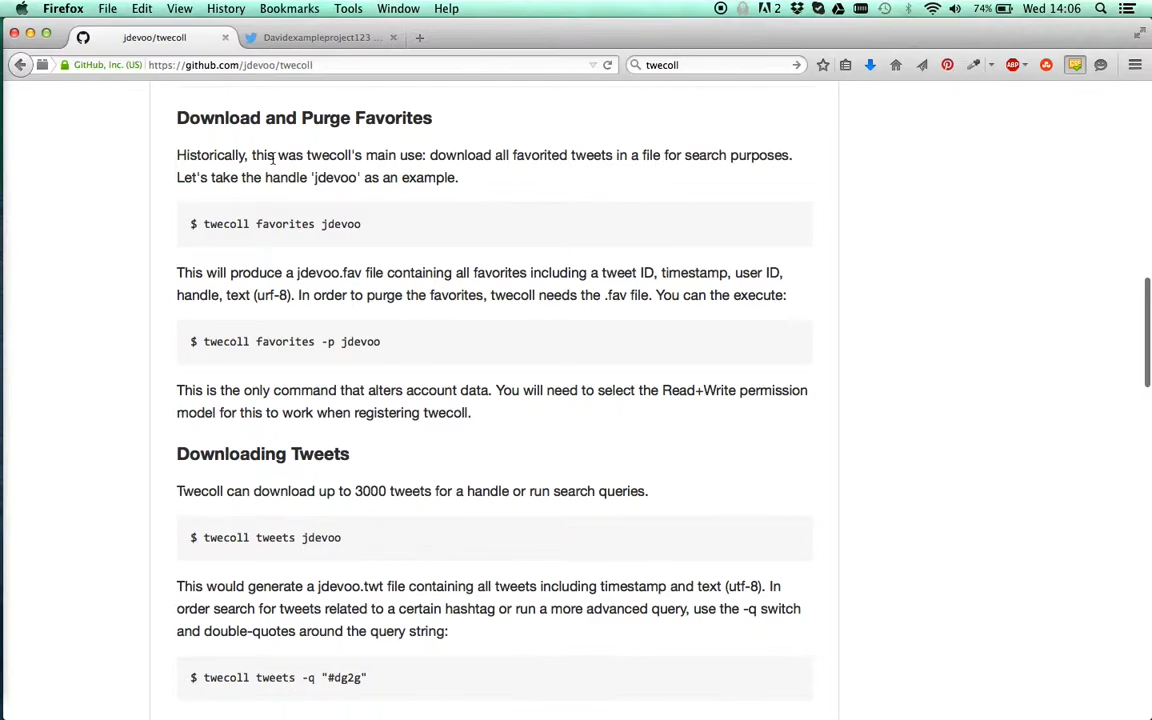 Firefox File Edit View History Bookmarks Tools Window Help 2 74% Wed 14:06
jdevoo/twecoll Davidexampleproject123 ...
GitHub, Inc. (US) https://github.com/jdevoo/twecoll twecoll ABP
Download and Purge Favorites
Historically, this was twecoll's main use: download all favorited tweets in a file for search purposes.
Let's take the handle 'jdevoo' as an example.
$ twecoll favorites jdevoo
This will produce a jdevoo.fav file containing all favorites including a tweet ID, timestamp, user ID,
handle, text (urf-8). In order to purge the favorites, twecoll needs the .fav file. You can the execute:
$ twecoll favorites -p jdevoo
This is the only command that alters account data. You will need to select the Read+Write permission
model for this to work when registering twecoll.
Downloading Tweets
Twecoll can download up to 3000 tweets for a handle or run search queries.
$ twecoll tweets jdevoo
This would generate a jdevoo.twt file containing all tweets including timestamp and text (utf-8). In
order search for tweets related to a certain hashtag or run a more advanced query, use the -q switch
and double-quotes around the query string:
$ twecoll tweets -q "#dg2g"